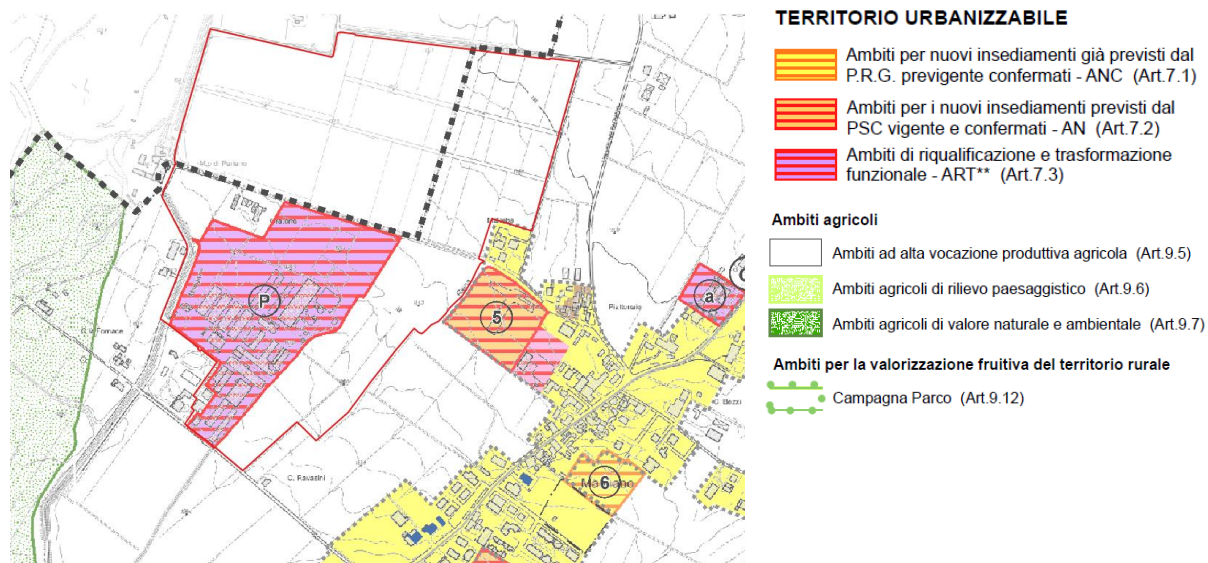 TERRITORIO URBANIZZABILE
Ambiti per nuovi insediamenti già previsti dal
P.R.G. previgente confermati - ANC (Art.7.1)
Ambiti per i nuovi insediamenti previsti dal
PSC vigente e confermati - AN (Art.7.2)
Ambiti di riqualificazione e trasformazione
funzionale - ART** (Art.7.3)
Ambiti agricoli
Ambiti ad alta vocazione produttiva agricola (Art.9.5)
Ambiti agricoli di rilievo paesaggistico (Art.9.6)
Ambiti agricoli di valore naturale e ambientale (Art.9.7)
Ambiti per la valorizzazione fruitiva del territorio rurale
Campagna Parco (Art.9.12)
P
5
a
6
C. Ravazini